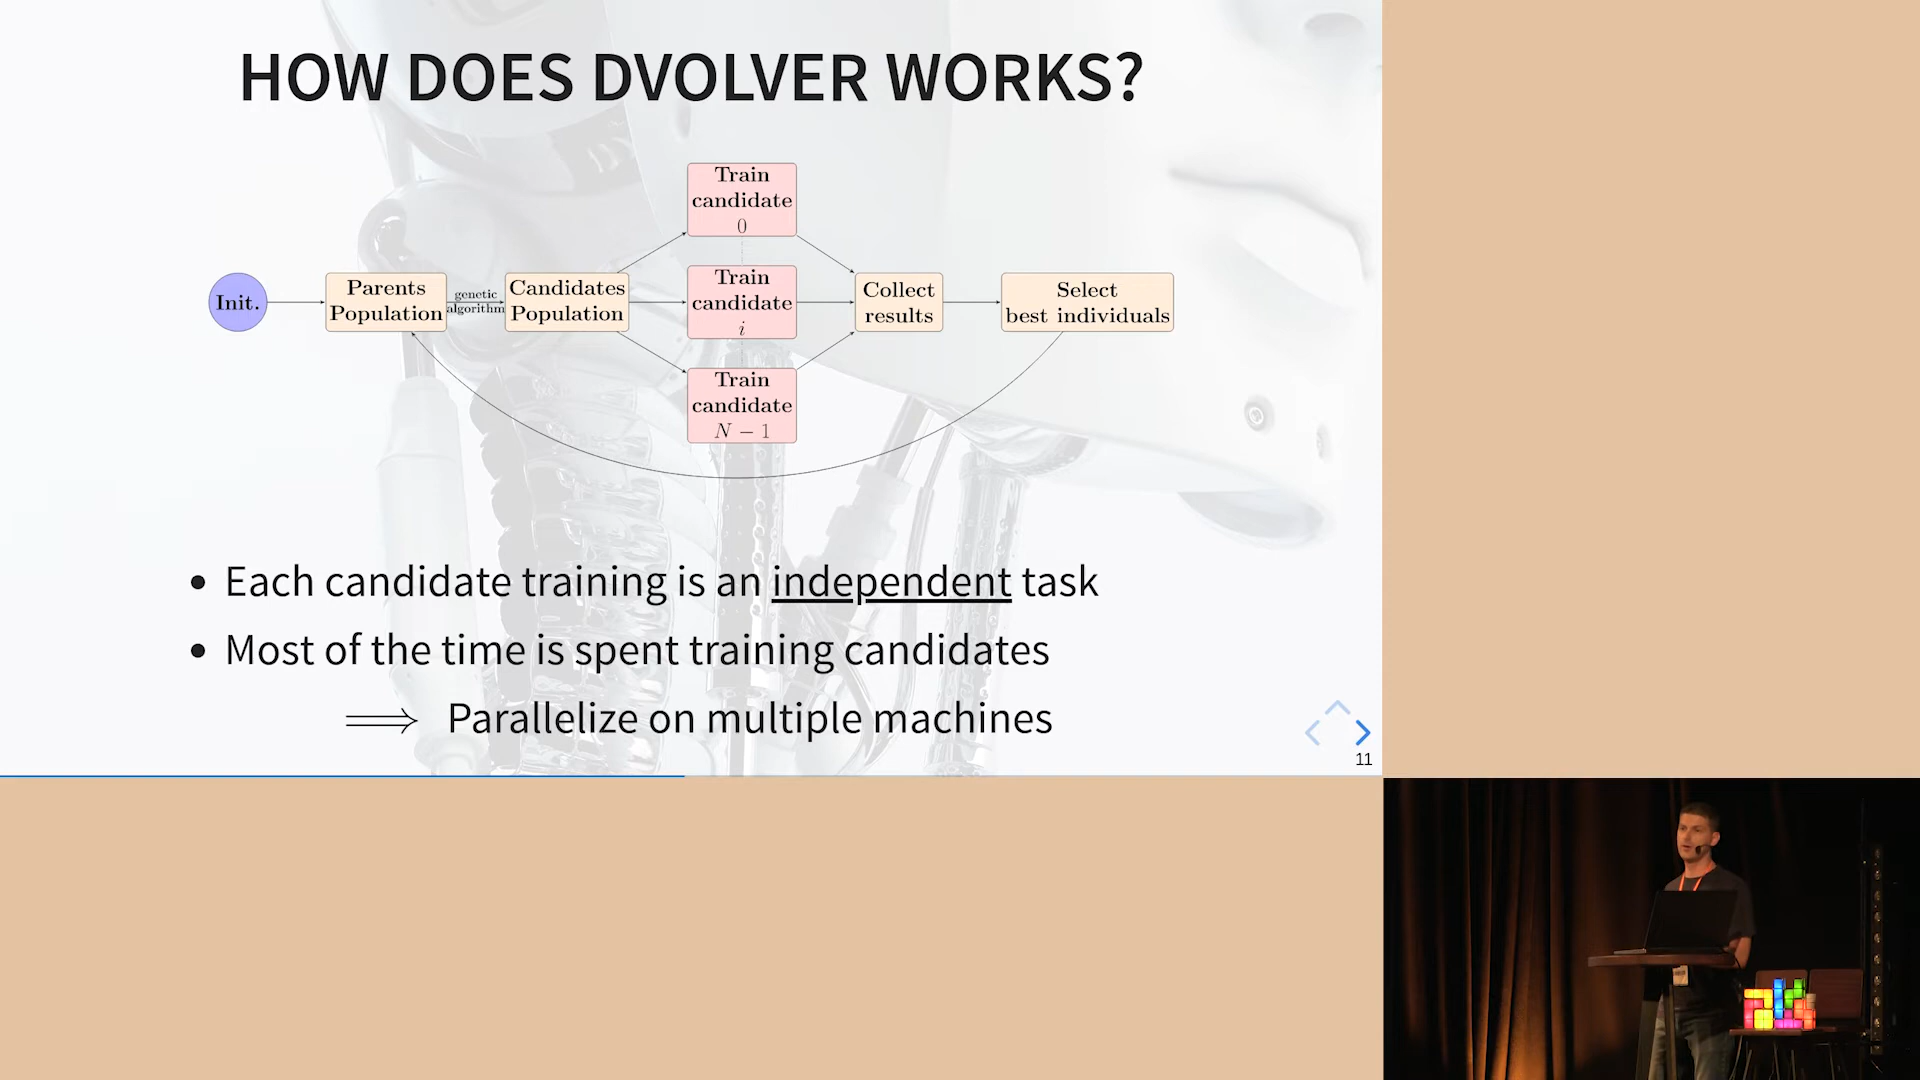 HOW DOES DVOLVER WORKS?
Train
candidate
0
Init.
Parents
Population
genetic
algorithm
Candidates
Population
Train
candidate
i
Collect
results
Select
best individuals
Train
candidate
N − 1
• Each candidate training is an independent task
• Most of the time is spent training candidates
⟹ Parallelize on multiple machines
11